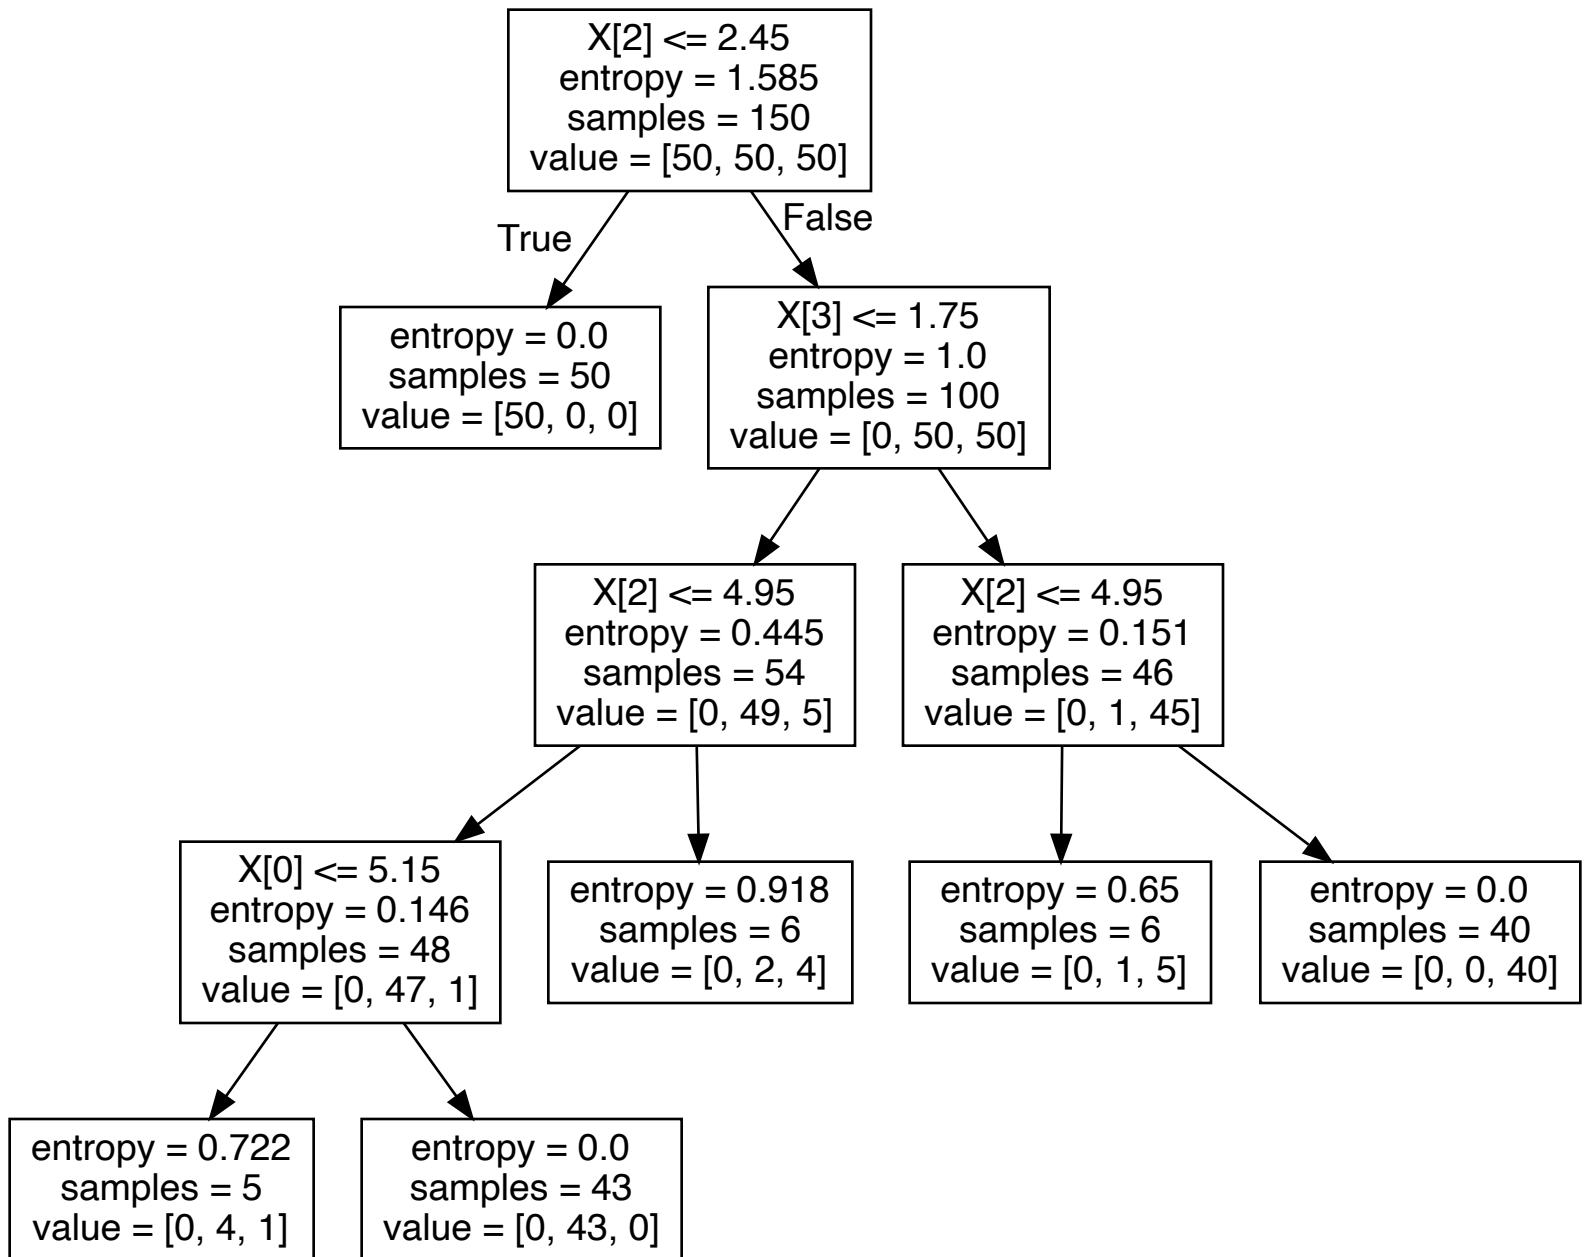 X[2] <= 2.45
entropy = 1.585
samples = 150
value = [50, 50, 50]
True
False
entropy = 0.0
samples = 50
value = [50, 0, 0]
X[3] <= 1.75
entropy = 1.0
samples = 100
value = [0, 50, 50]
X[2] <= 4.95
entropy = 0.445
samples = 54
value = [0, 49, 5]
X[2] <= 4.95
entropy = 0.151
samples = 46
value = [0, 1, 45]
X[0] <= 5.15
entropy = 0.146
samples = 48
value = [0, 47, 1]
entropy = 0.918
samples = 6
value = [0, 2, 4]
entropy = 0.65
samples = 6
value = [0, 1, 5]
entropy = 0.0
samples = 40
value = [0, 0, 40]
entropy = 0.722
samples = 5
value = [0, 4, 1]
entropy = 0.0
samples = 43
value = [0, 43, 0]